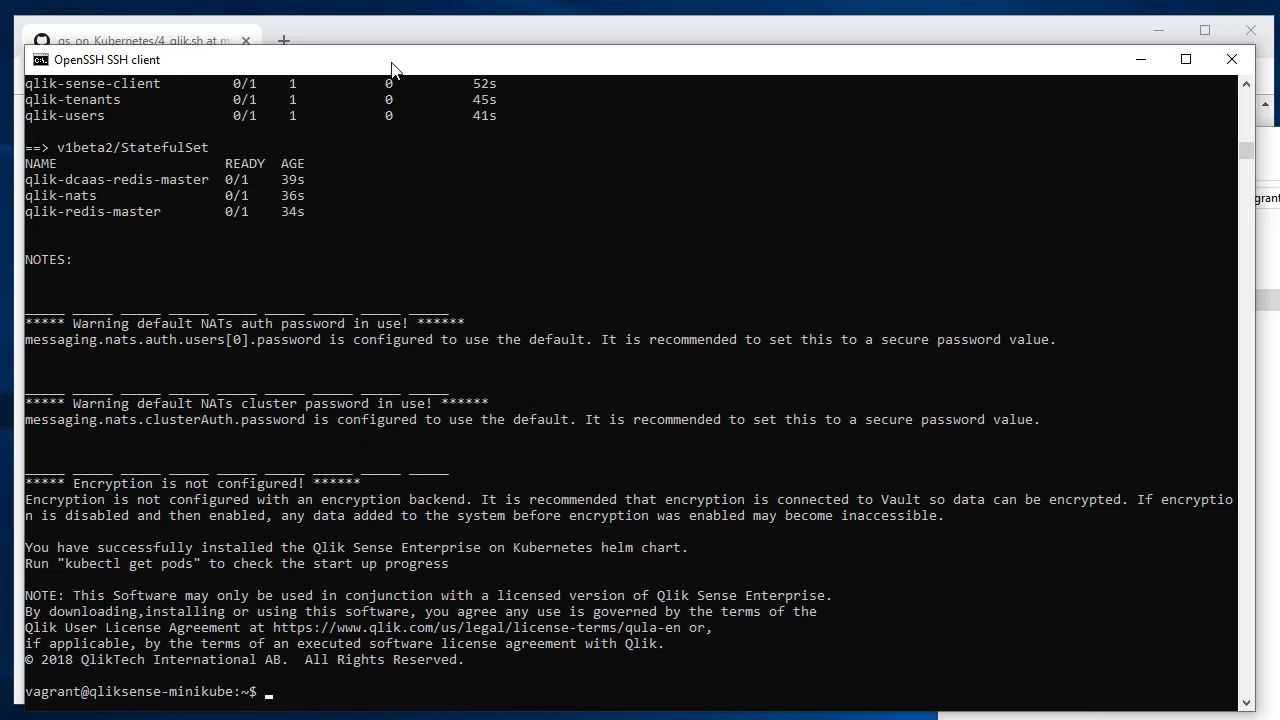 qs_on_Kubernetes/4_qlik.sh at m
OpenSSH SSH client
qlik-sense-client 0/1 1 0 52s
qlik-tenants 0/1 1 0 45s
qlik-users 0/1 1 0 41s
==> v1beta2/StatefulSet
NAME READY AGE
qlik-dcaas-redis-master 0/1 39s
qlik-nats 0/1 36s
qlik-redis-master 0/1 34s
grant
NOTES:
***** Warning default NATs auth password in use! ******
messaging.nats.auth.users[0].password is configured to use the default. It is recommended to set this to a secure password value.
***** Warning default NATs cluster password in use! ******
messaging.nats.clusterAuth.password is configured to use the default. It is recommended to set this to a secure password value.
***** Encryption is not configured! ******
Encryption is not configured with an encryption backend. It is recommended that encryption is connected to Vault so data can be encrypted. If encryptio
n is disabled and then enabled, any data added to the system before encryption was enabled may become inaccessible.
You have successfully installed the Qlik Sense Enterprise on Kubernetes helm chart.
Run "kubectl get pods" to check the start up progress
NOTE: This Software may only be used in conjunction with a licensed version of Qlik Sense Enterprise.
By downloading,installing or using this software, you agree any use is governed by the terms of the
Qlik User License Agreement at https://www.qlik.com/us/legal/license-terms/qula-en or,
if applicable, by the terms of an executed software license agreement with Qlik.
© 2018 QlikTech International AB. All Rights Reserved.
vagrant@qliksense-minikube:~$